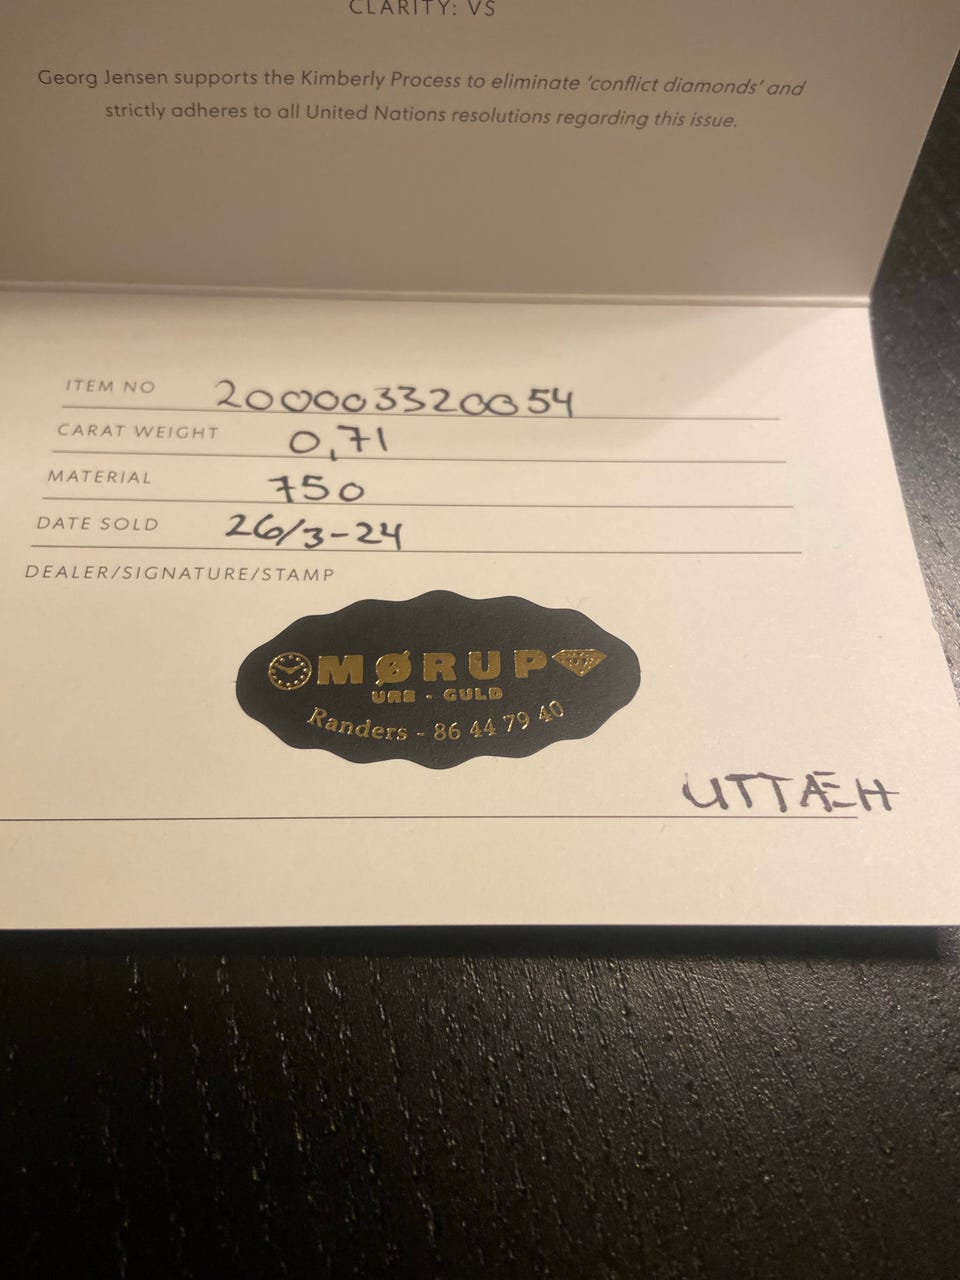 CLARITY: VS
Georg Jensen supports the Kimberly Process to eliminate 'conflict diamonds' and
strictly adheres to all United Nations resolutions regarding this issue.
ITEM NO 200003320054
CARAT WEIGHT 0,71
MATERIAL 750
DATE SOLD 26/3-24
DEALER/SIGNATURE/STAMP
MØRUP
URE - GULD
Randers - 86 44 79 40
UTTÆH